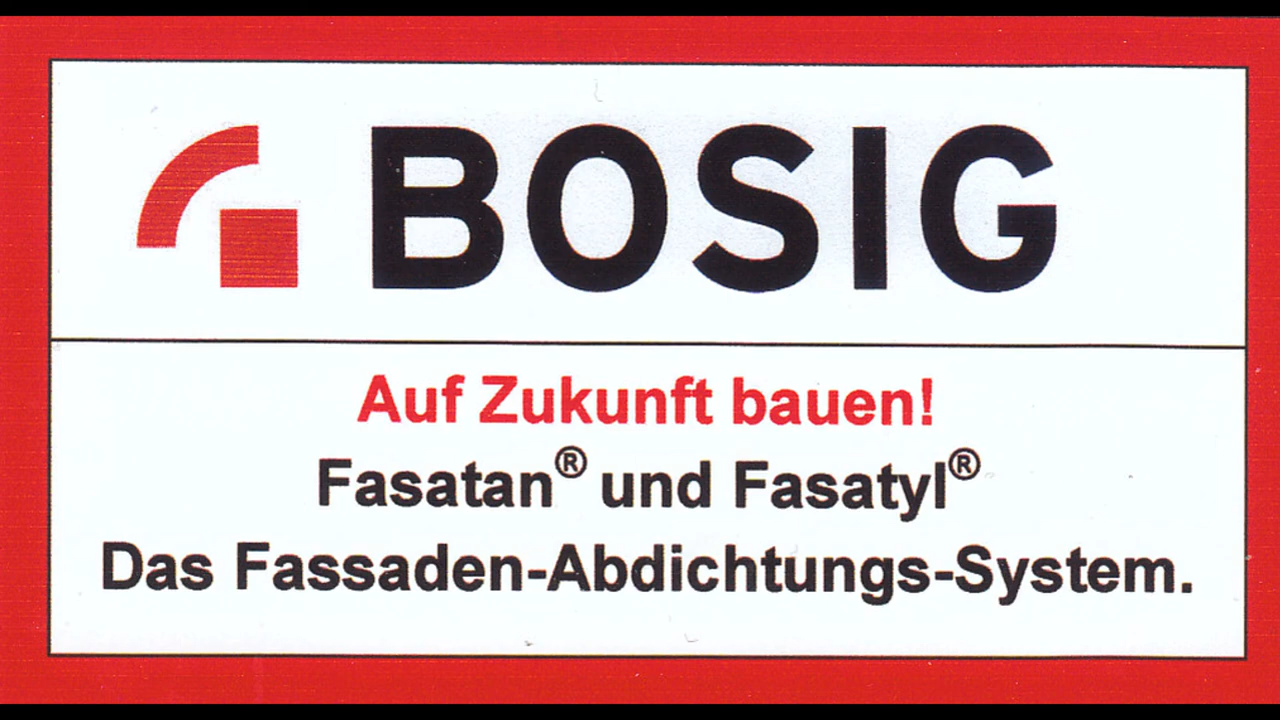 BOSIG
Auf Zukunft bauen!
Fasatan® und Fasatyl®
Das Fassaden-Abdichtungs-System.